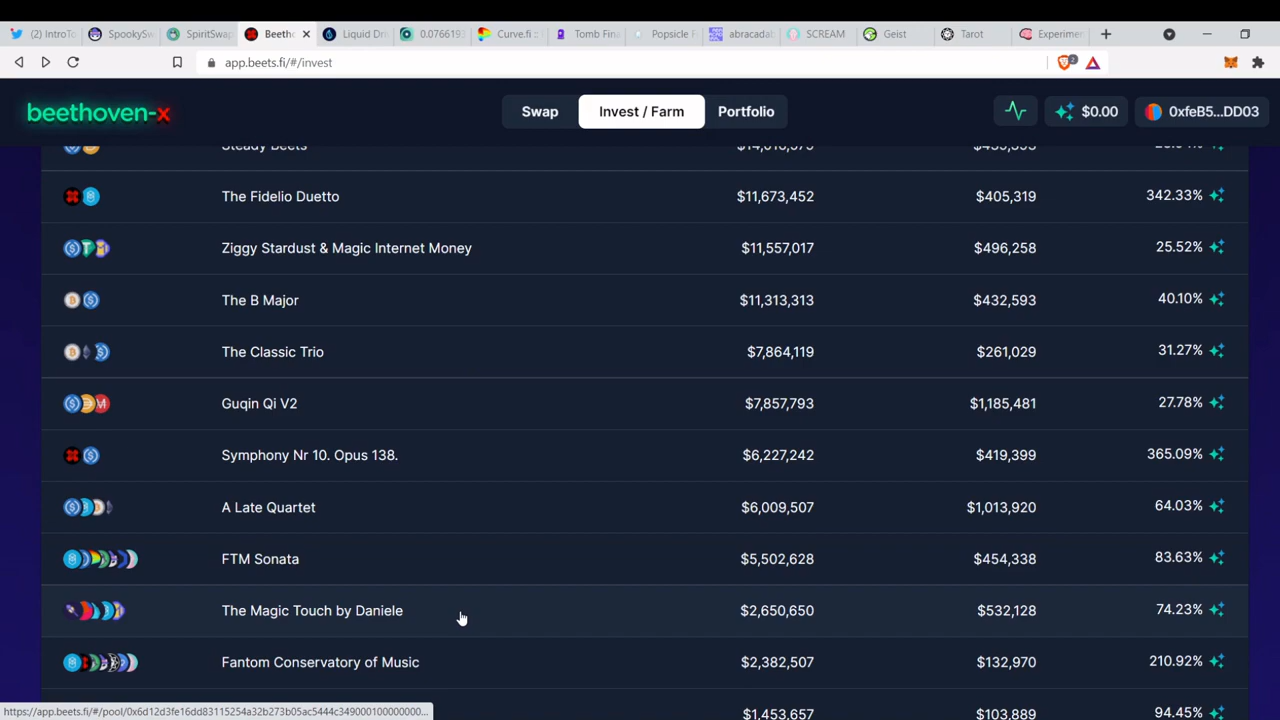 (2) IntroTo SpookySw SpiritSwap Beeth Liquid Dri 0.0766193 Curve.fi :: Tomb Fina Popsicle F abracadab SCREAM Geist Tarot Experimen
app.beets.fi/#/invest 2
beethoven-x Swap Invest / Farm Portfolio $0.00 0xfeB5...DD03
Steady Beets
The Fidelio Duetto $11,673,452 $405,319 342.33%
Ziggy Stardust & Magic Internet Money $11,557,017 $496,258 25.52%
The B Major $11,313,313 $432,593 40.10%
The Classic Trio $7,864,119 $261,029 31.27%
Guqin Qi V2 $7,857,793 $1,185,481 27.78%
Symphony Nr 10. Opus 138. $6,227,242 $419,399 365.09%
A Late Quartet $6,009,507 $1,013,920 64.03%
FTM Sonata $5,502,628 $454,338 83.63%
The Magic Touch by Daniele $2,650,650 $532,128 74.23%
Fantom Conservatory of Music $2,382,507 $132,970 210.92%
$1,453,657 $103,889 94.45%
https://app.beets.fi/#/pool/0x6d12d3fe16dd83115254a32b273b05ac5444c349000100000000...